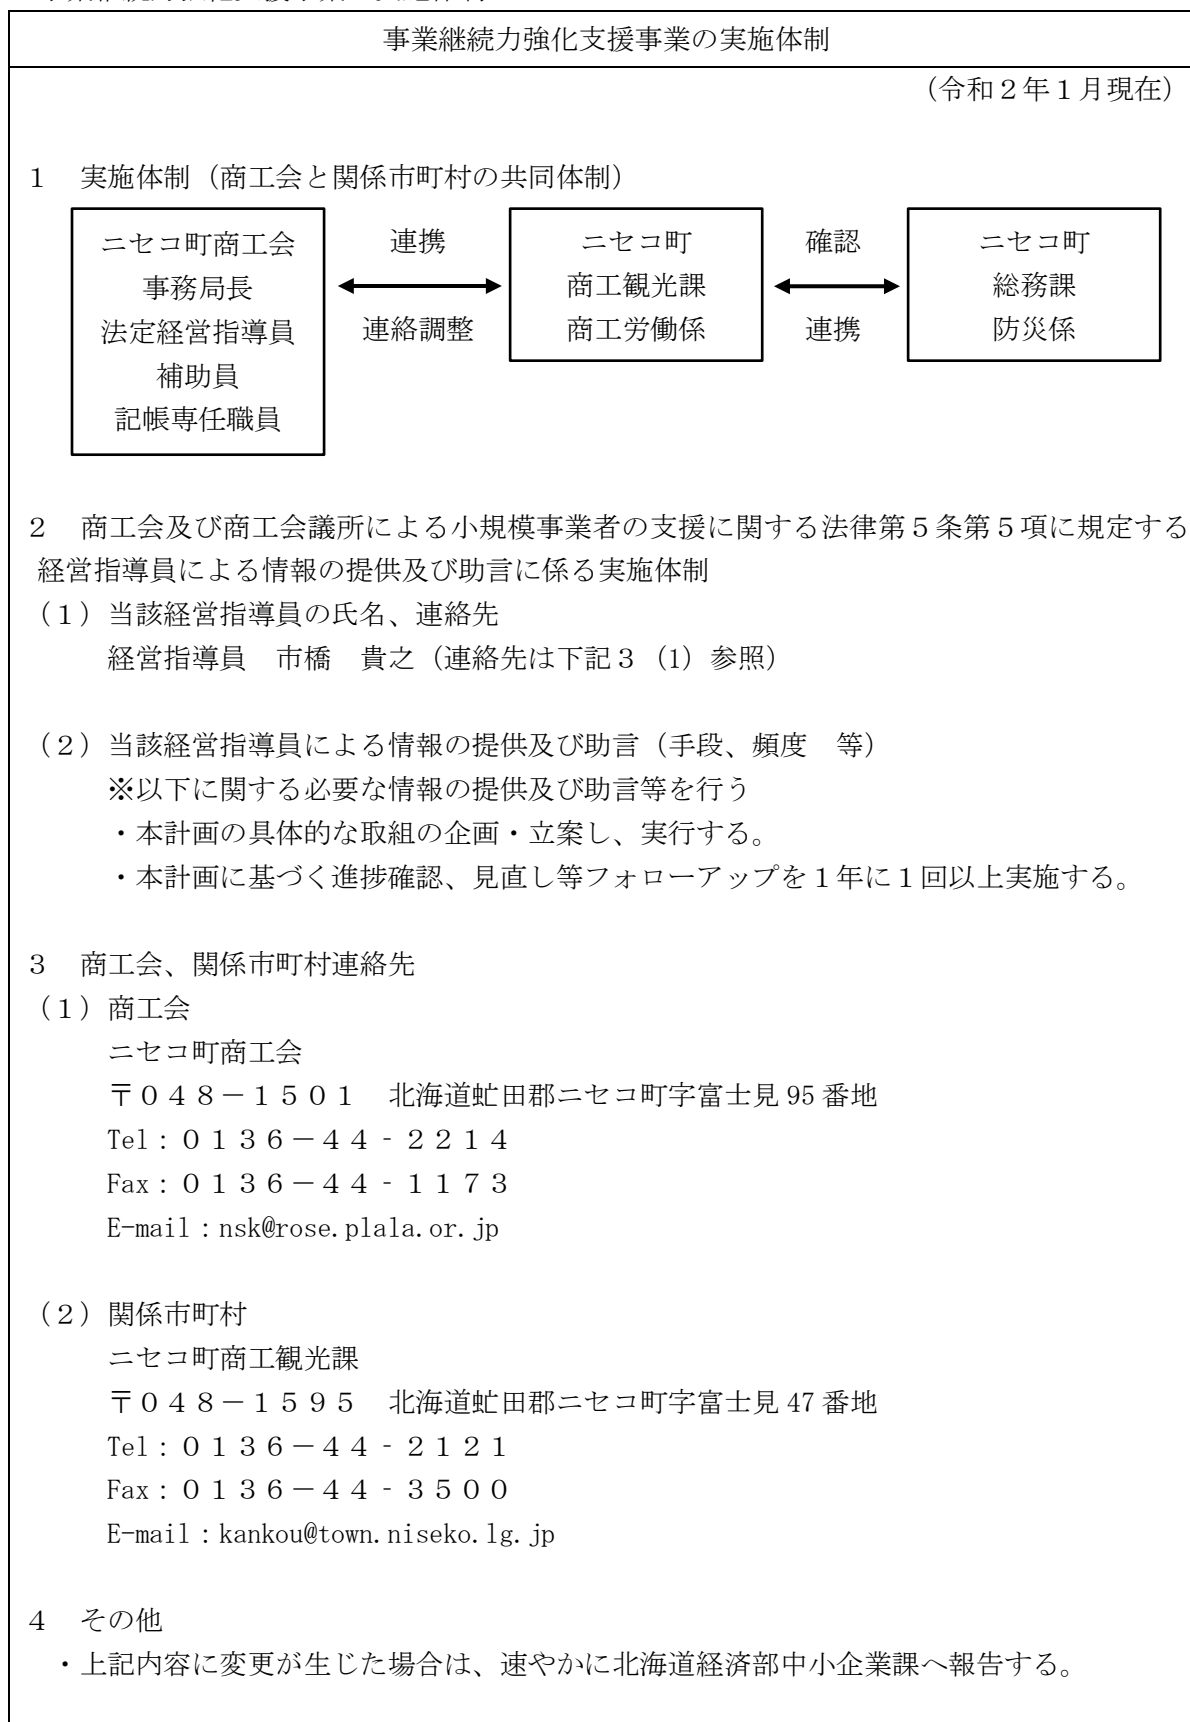 事業継続力強化支援事業の実施体制
（令和２年１月現在）
１　実施体制（商工会と関係市町村の共同体制）
ニセコ町商工会
事務局長
法定経営指導員
補助員
記帳専任職員
連携
連絡調整
ニセコ町
商工観光課
商工労働係
確認
連携
ニセコ町
総務課
防災係
２　商工会及び商工会議所による小規模事業者の支援に関する法律第５条第５項に規定する
経営指導員による情報の提供及び助言に係る実施体制
（１）当該経営指導員の氏名、連絡先
経営指導員　市橋　貴之（連絡先は下記３（1）参照）
（２）当該経営指導員による情報の提供及び助言（手段、頻度　等）
※以下に関する必要な情報の提供及び助言等を行う
・本計画の具体的な取組の企画・立案し、実行する。
・本計画に基づく進捗確認、見直し等フォローアップを１年に１回以上実施する。
３　商工会、関係市町村連絡先
（１）商工会
ニセコ町商工会
〒０４８－１５０１　北海道虻田郡ニセコ町字富士見 95 番地
Tel：０１３６－４４‐２２１４
Fax：０１３６－４４‐１１７３
E-mail：nsk@rose.plala.or.jp
（２）関係市町村
ニセコ町商工観光課
〒０４８－１５９５　北海道虻田郡ニセコ町字富士見 47 番地
Tel：０１３６－４４‐２１２１
Fax：０１３６－４４‐３５００
E-mail：kankou@town.niseko.lg.jp
４　その他
・上記内容に変更が生じた場合は、速やかに北海道経済部中小企業課へ報告する。